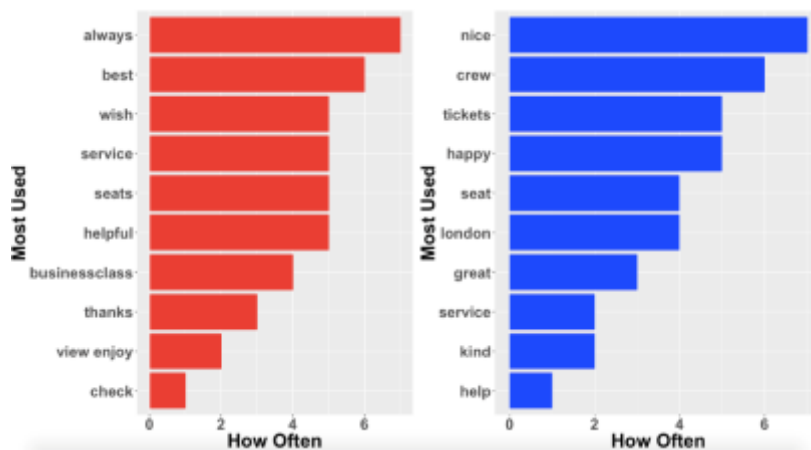 always
best
wish
service
seats
helpful
businessclass
thanks
view enjoy
check
Most Used
0 2 4 6
How Often
nice
crew
tickets
happy
seat
london
great
service
kind
help
Most Used
0 2 4 6
How Often